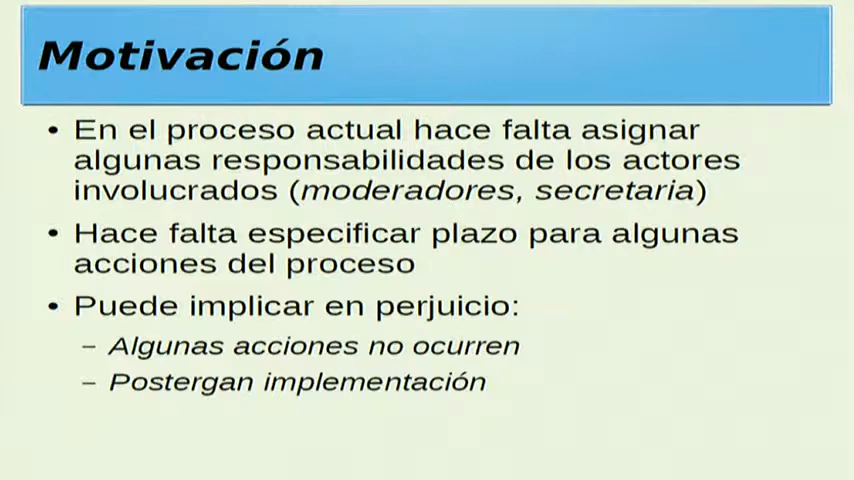 Motivación
• En el proceso actual hace falta asignar
algunas responsabilidades de los actores
involucrados (moderadores, secretaria)
• Hace falta especificar plazo para algunas
acciones del proceso
• Puede implicar en perjuicio:
– Algunas acciones no ocurren
– Postergan implementación